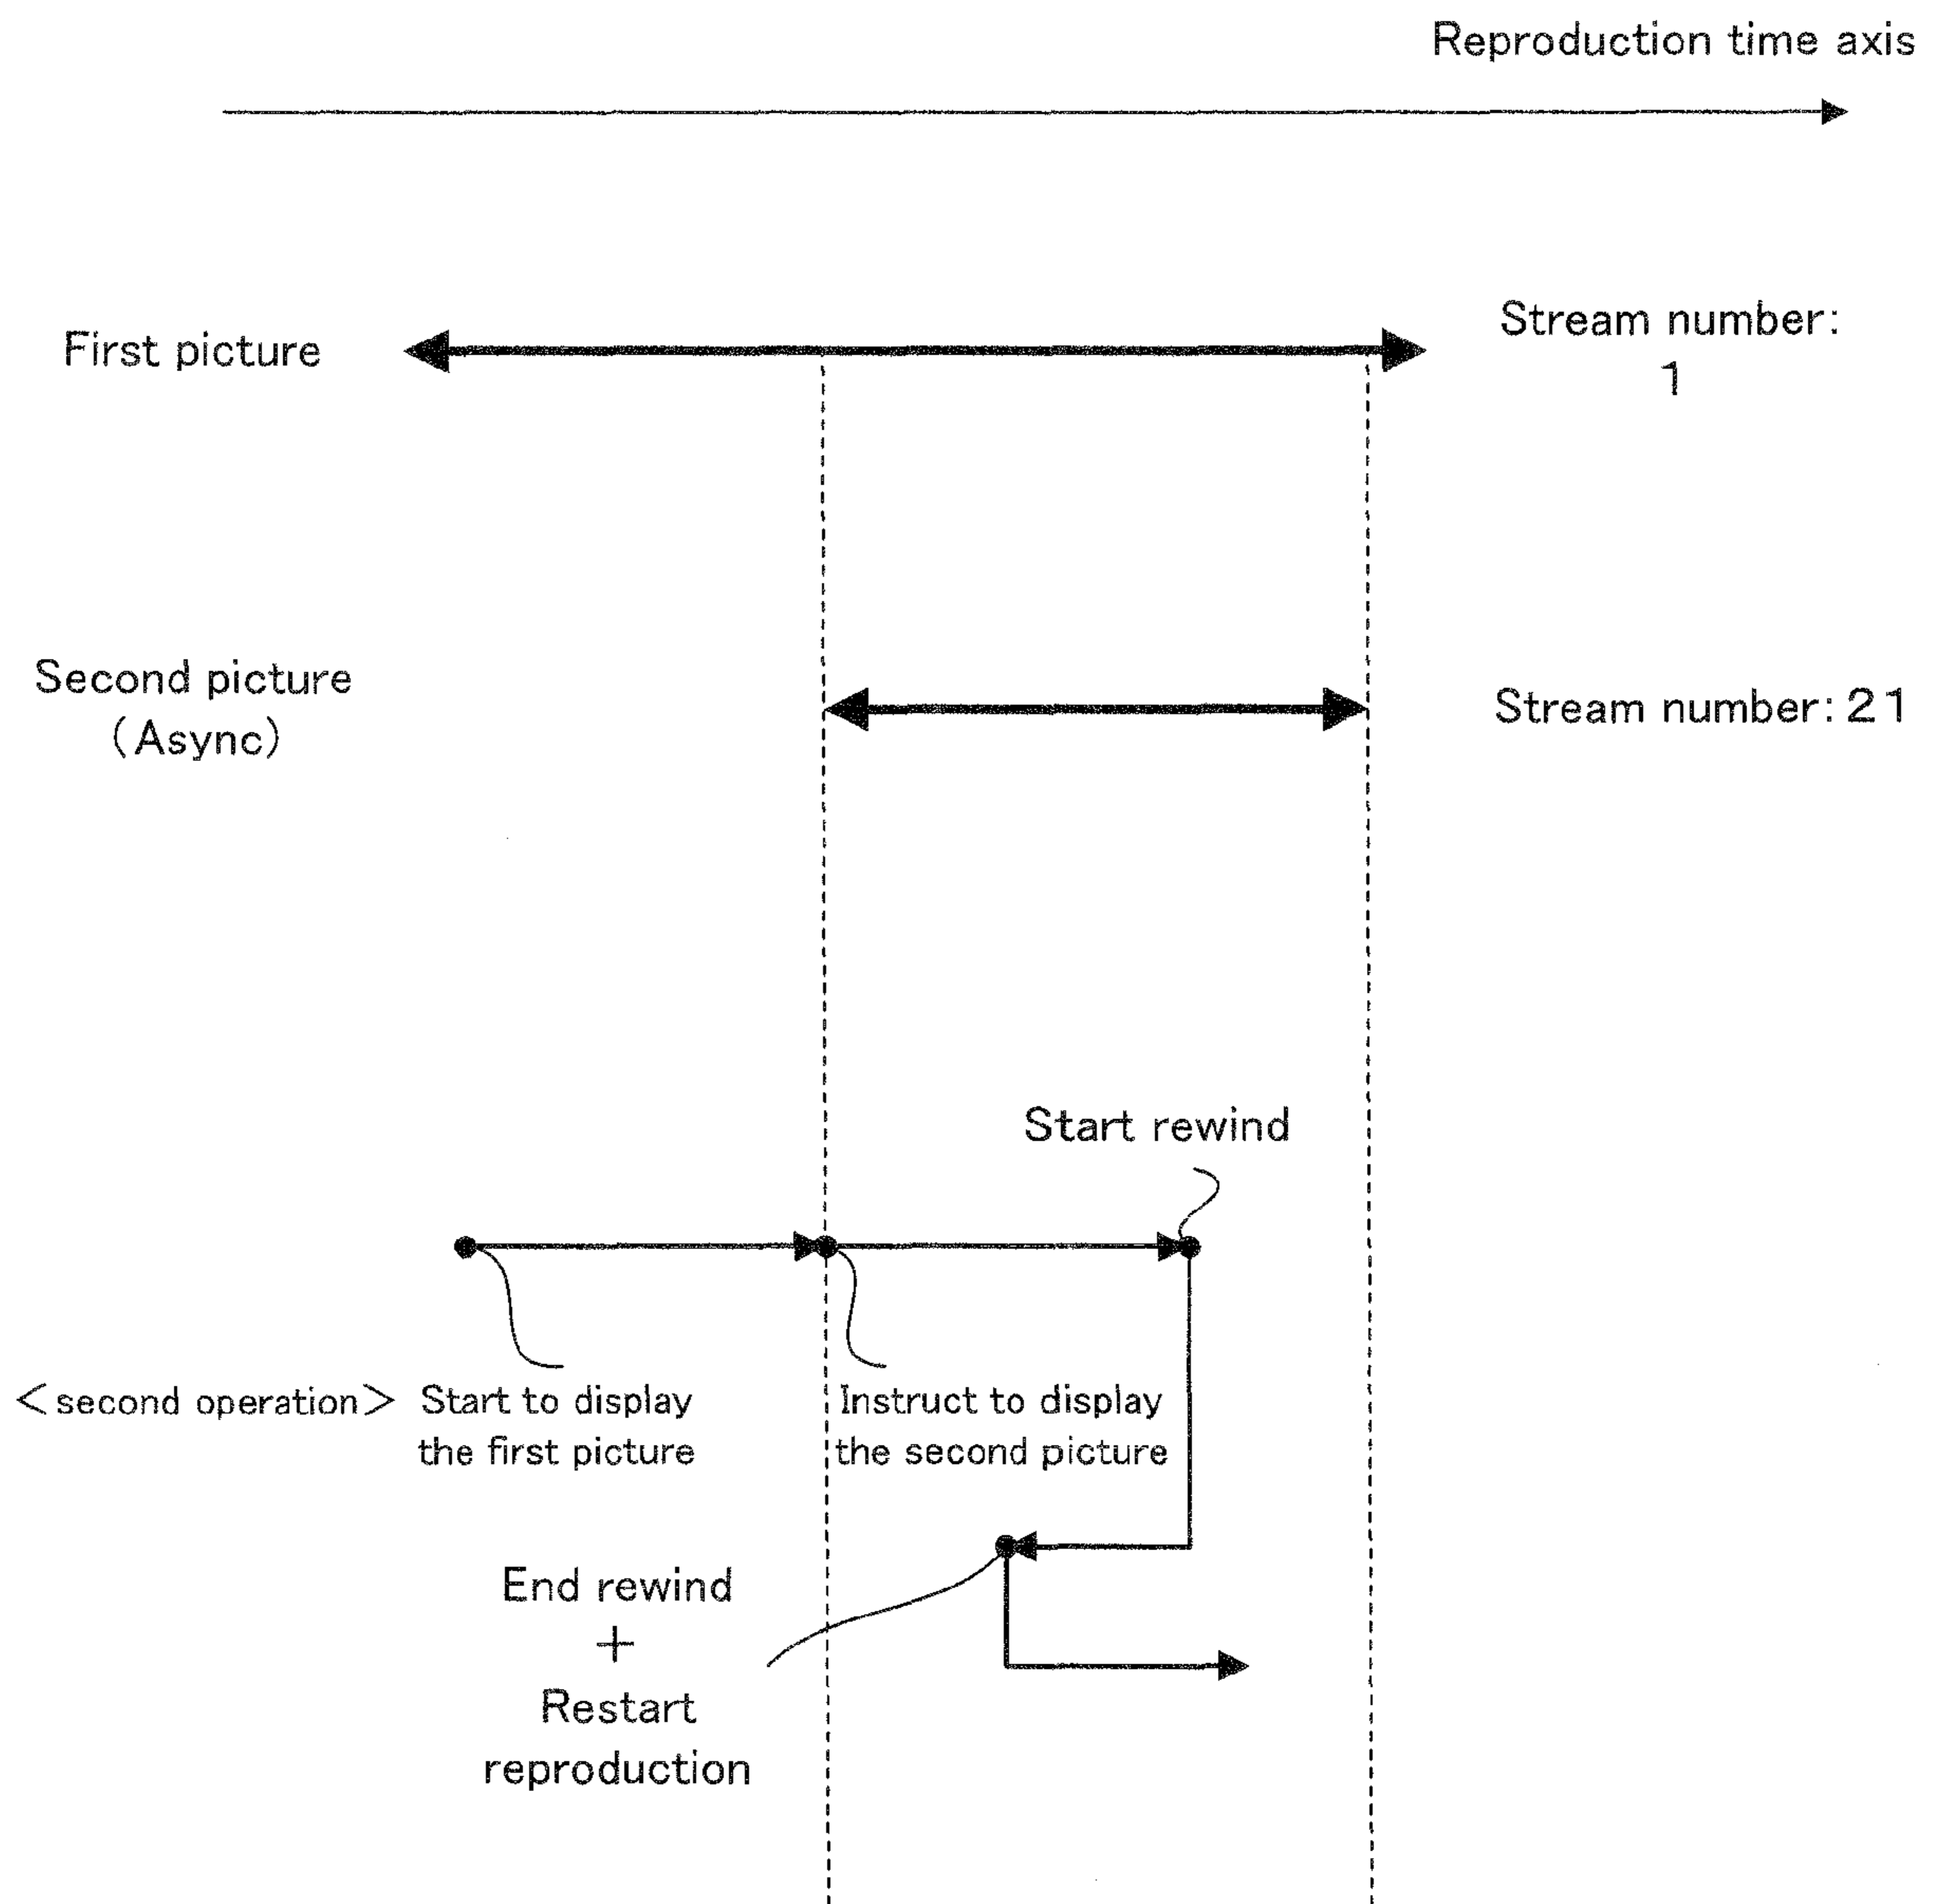 Reproduction time axis
First picture
Stream number:
1
Second picture
(Async)
Stream number: 21
Start rewind
<second operation>
Start to display
the first picture
Instruct to display
the second picture
End rewind
+
Restart
reproduction